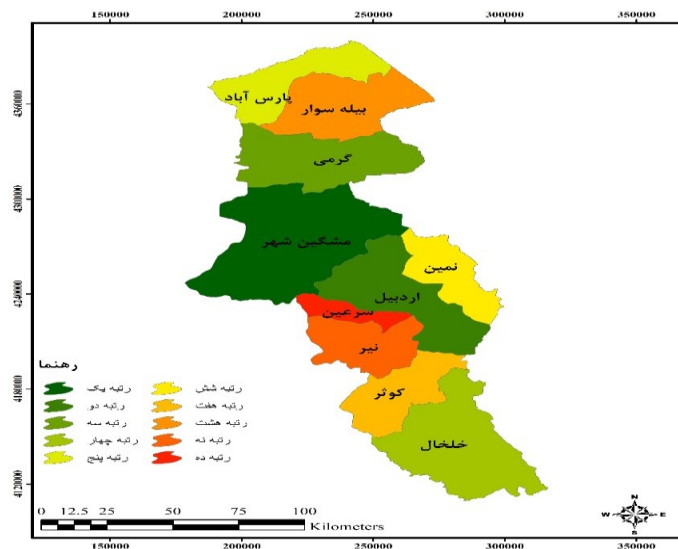 150000 200000 250000 300000 350000
4360000
4300000
4240000
4180000
4120000
پارس آباد
بیله سوار
گرمی
مشگین شهر
نمین
اردبیل
سرعین
نیر
کوثر
خلخال
رهنما
رتبه یک
رتبه دو
رتبه سه
رتبه چهار
رتبه پنج
رتبه شش
رتبه هفت
رتبه هشت
رتبه نه
رتبه ده
0 12.5 25 50 75 100
Kilometers
N
W E
S
150000 200000 250000 300000 350000